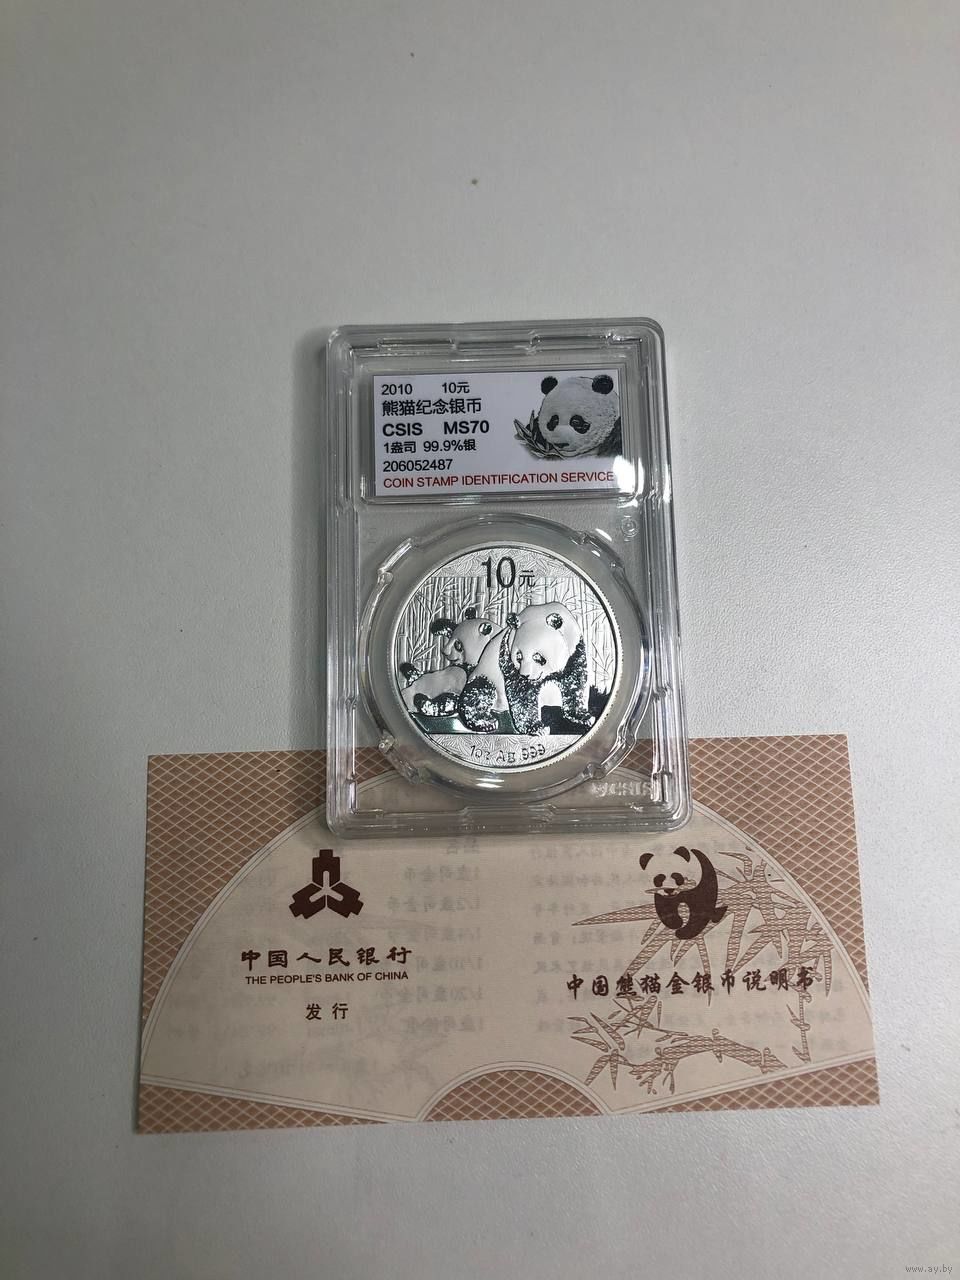 2010 10元
熊猫纪念银币
CSIS MS70
1盎司 99.9%银
206052487
COIN STAMP IDENTIFICATION SERVICE
10元
1oz Ag 999
CSIS
中国人民银行
THE PEOPLE'S BANK OF CHINA
发行
中国熊猫金银币说明书
www.ay.by